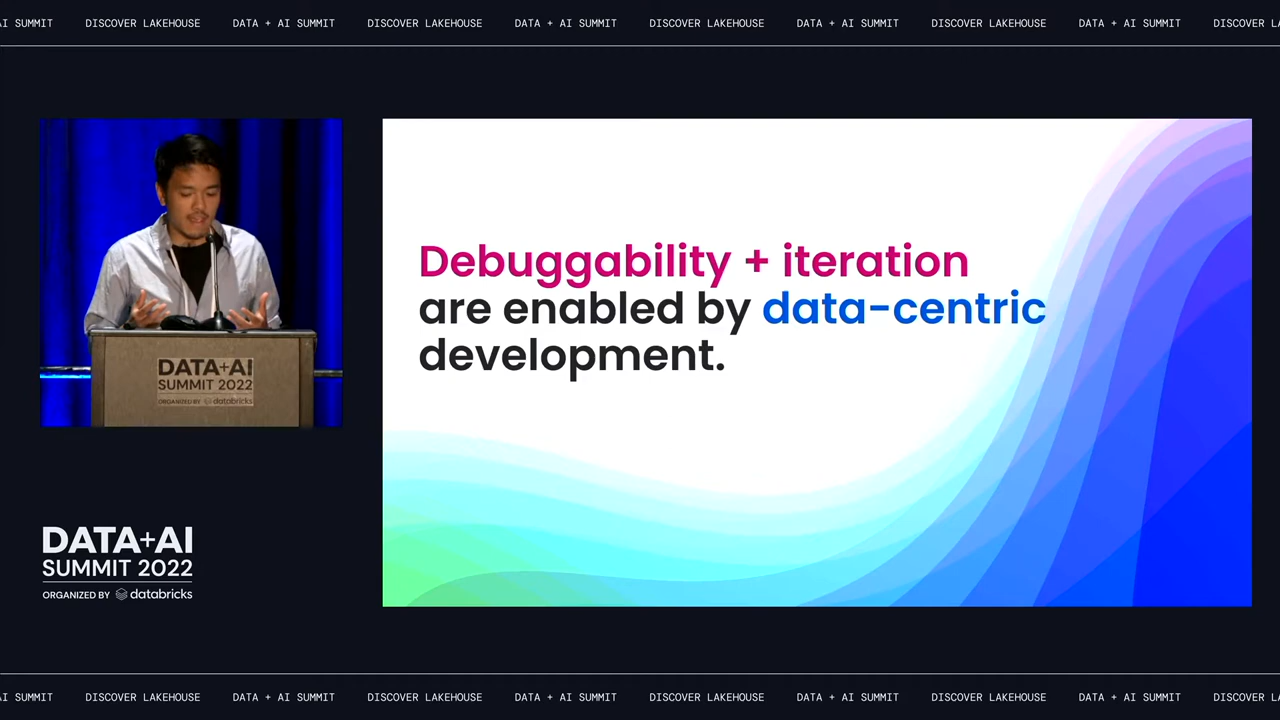 AI SUMMIT DISCOVER LAKEHOUSE DATA + AI SUMMIT DISCOVER LAKEHOUSE DATA + AI SUMMIT DISCOVER LAKEHOUSE DATA + AI SUMMIT DISCOVER LAKEHOUSE DATA + AI SUMMIT DISCOVER LA
Debuggability + iteration
are enabled by data-centric
development.
DATA+AI
SUMMIT 2022
ORGANIZED BY databricks
DATA+AI
SUMMIT 2022
ORGANIZED BY databricks
AI SUMMIT DISCOVER LAKEHOUSE DATA + AI SUMMIT DISCOVER LAKEHOUSE DATA + AI SUMMIT DISCOVER LAKEHOUSE DATA + AI SUMMIT DISCOVER LAKEHOUSE DATA + AI SUMMIT DISCOVER LA